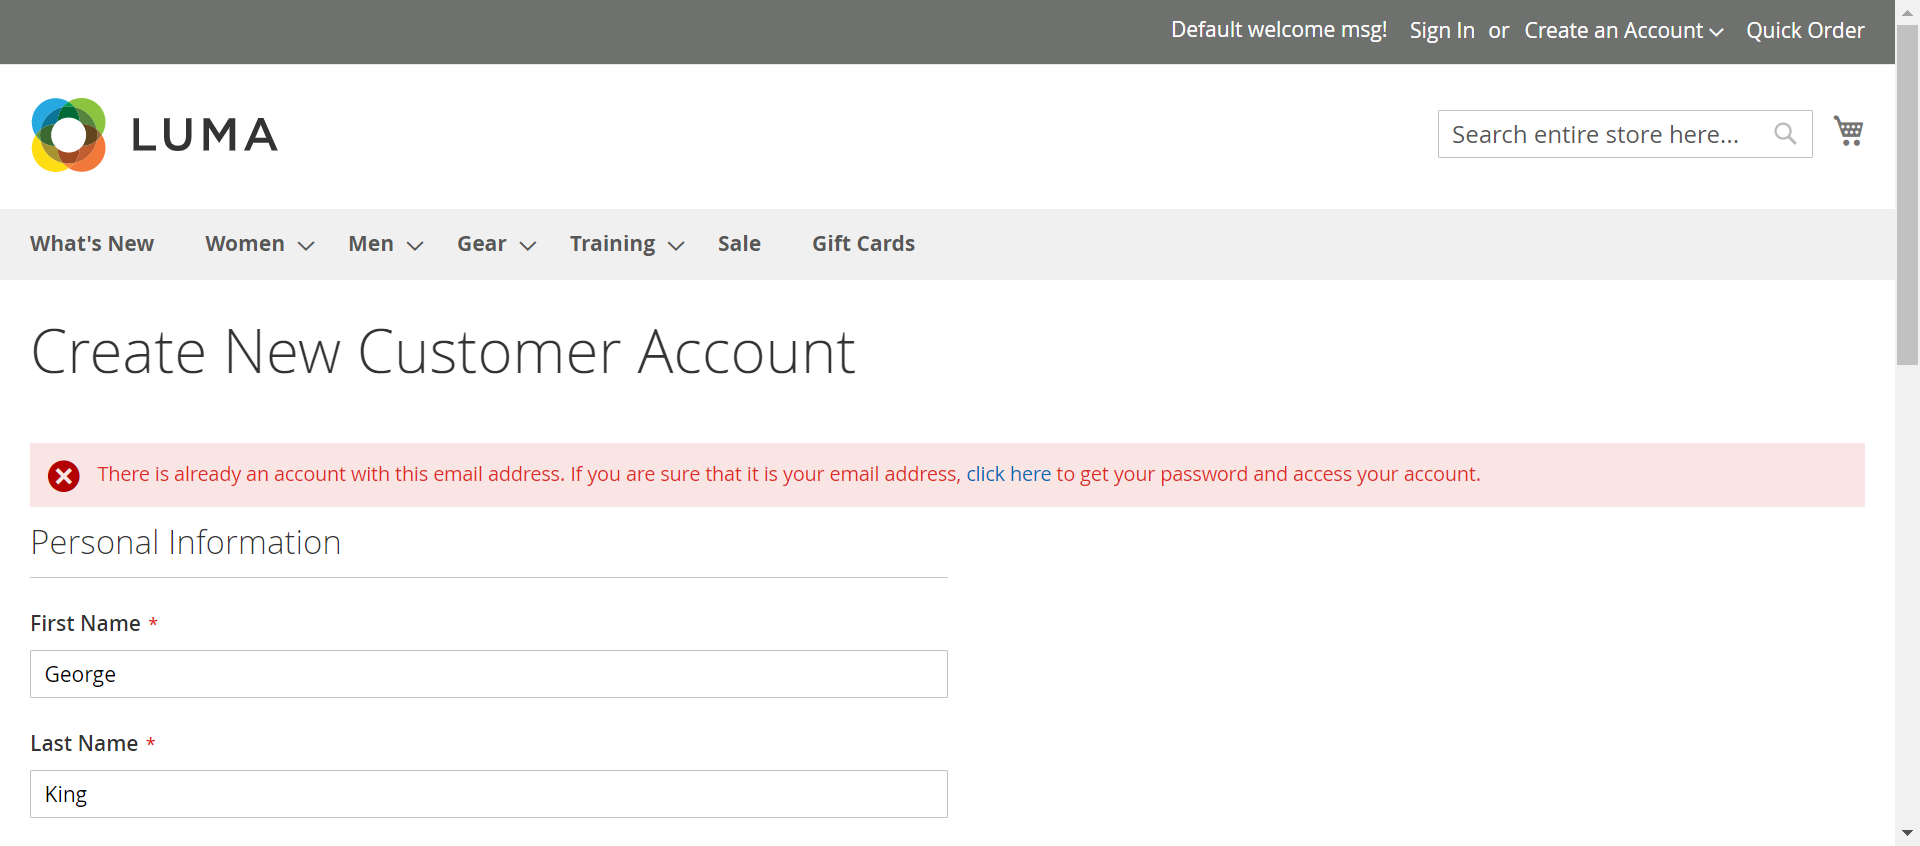 Default welcome msg! Sign In or Create an Account Quick Order
LUMA
Search entire store here...
What's New Women Men Gear Training Sale Gift Cards
Create New Customer Account
There is already an account with this email address. If you are sure that it is your email address, click here to get your password and access your account.
Personal Information
First Name *
George
Last Name *
King